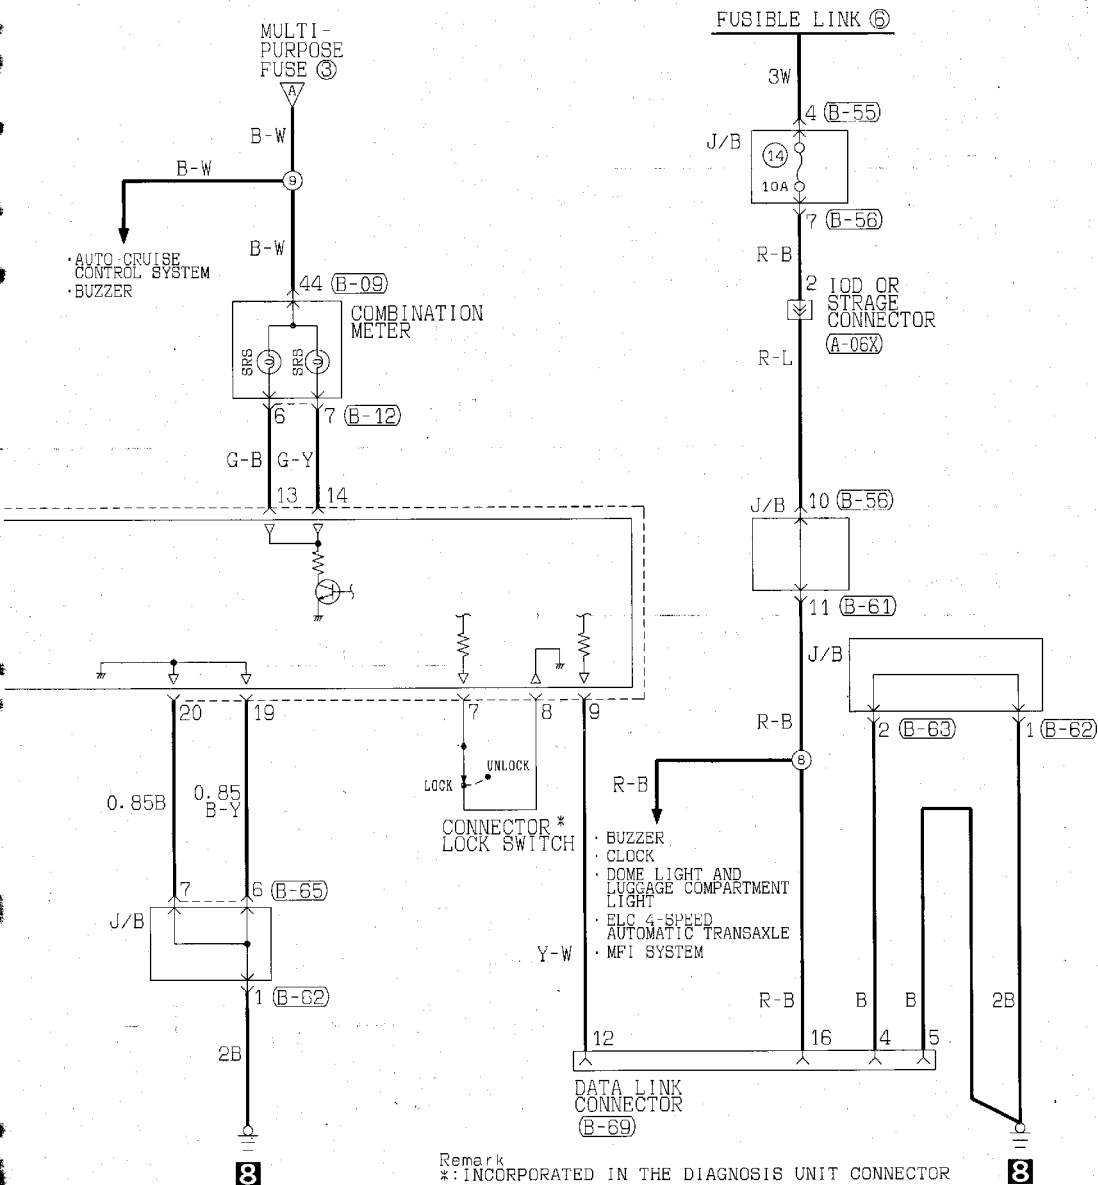 FUSIBLE LINK ⑥
MULTI-
PURPOSE
FUSE ③
A
3W
4 (B-55)
J/B
14
10A
7 (B-56)
B-W
B-W
9
B-W
R-B
·AUTO CRUISE
CONTROL SYSTEM
·BUZZER
44 (B-09)
COMBINATION
METER
SRS
SRS
2 IOD OR
STRAGE
CONNECTOR
(A-06X)
R-L
6
7 (B-12)
G-B
G-Y
13
14
J/B
10 (B-56)
11 (B-61)
J/B
20
19
7
8
9
R-B
2 (B-63)
1 (B-62)
8
UNLOCK
LOCK
R-B
0.85B
0.85
B-Y
CONNECTOR *
LOCK SWITCH
· BUZZER
· CLOCK
· DOME LIGHT AND
LUGGAGE COMPARTMENT
LIGHT
· ELC 4-SPEED
AUTOMATIC TRANSAXLE
· MFI SYSTEM
7
6 (B-65)
J/B
Y-W
1 (B-62)
R-B
B
B
2B
2B
12
16
4
5
DATA LINK
CONNECTOR
(B-69)
8
8
Remark
*:INCORPORATED IN THE DIAGNOSIS UNIT CONNECTOR